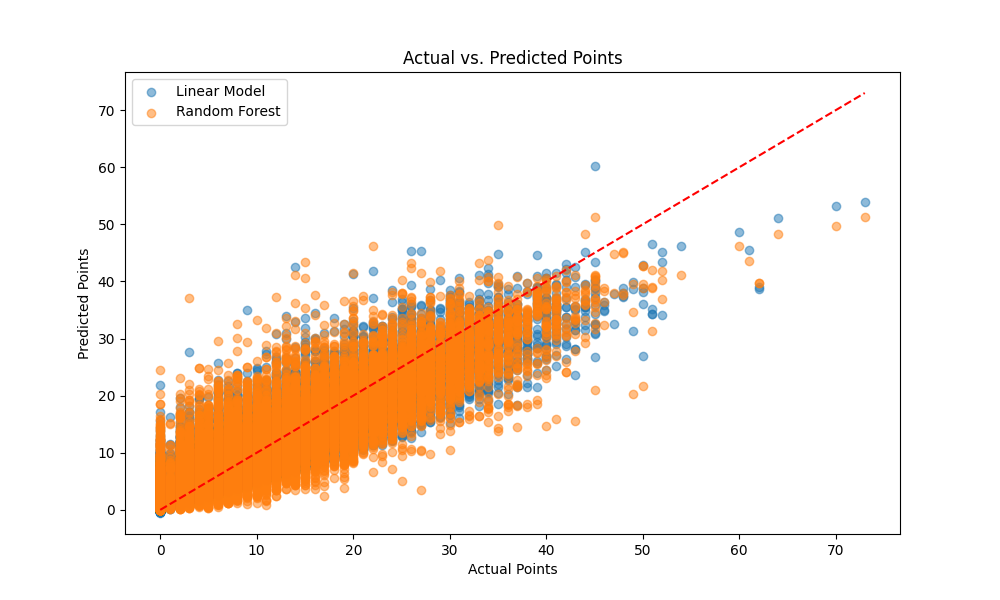 Actual vs. Predicted Points
Linear Model
Random Forest
70
60
50
40
30
20
10
0
Predicted Points
0 10 20 30 40 50 60 70
Actual Points